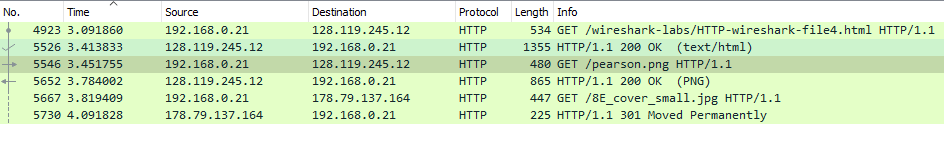 No. Time Source Destination Protocol Length Info
4923 3.091860 192.168.0.21 128.119.245.12 HTTP 534 GET /wireshark-labs/HTTP-wireshark-file4.html HTTP/1.1
5526 3.413833 128.119.245.12 192.168.0.21 HTTP 1355 HTTP/1.1 200 OK  (text/html)
5546 3.451755 192.168.0.21 128.119.245.12 HTTP 480 GET /pearson.png HTTP/1.1
5652 3.784002 128.119.245.12 192.168.0.21 HTTP 865 HTTP/1.1 200 OK  (PNG)
5667 3.819409 192.168.0.21 178.79.137.164 HTTP 447 GET /8E_cover_small.jpg HTTP/1.1
5730 4.091828 178.79.137.164 192.168.0.21 HTTP 225 HTTP/1.1 301 Moved Permanently